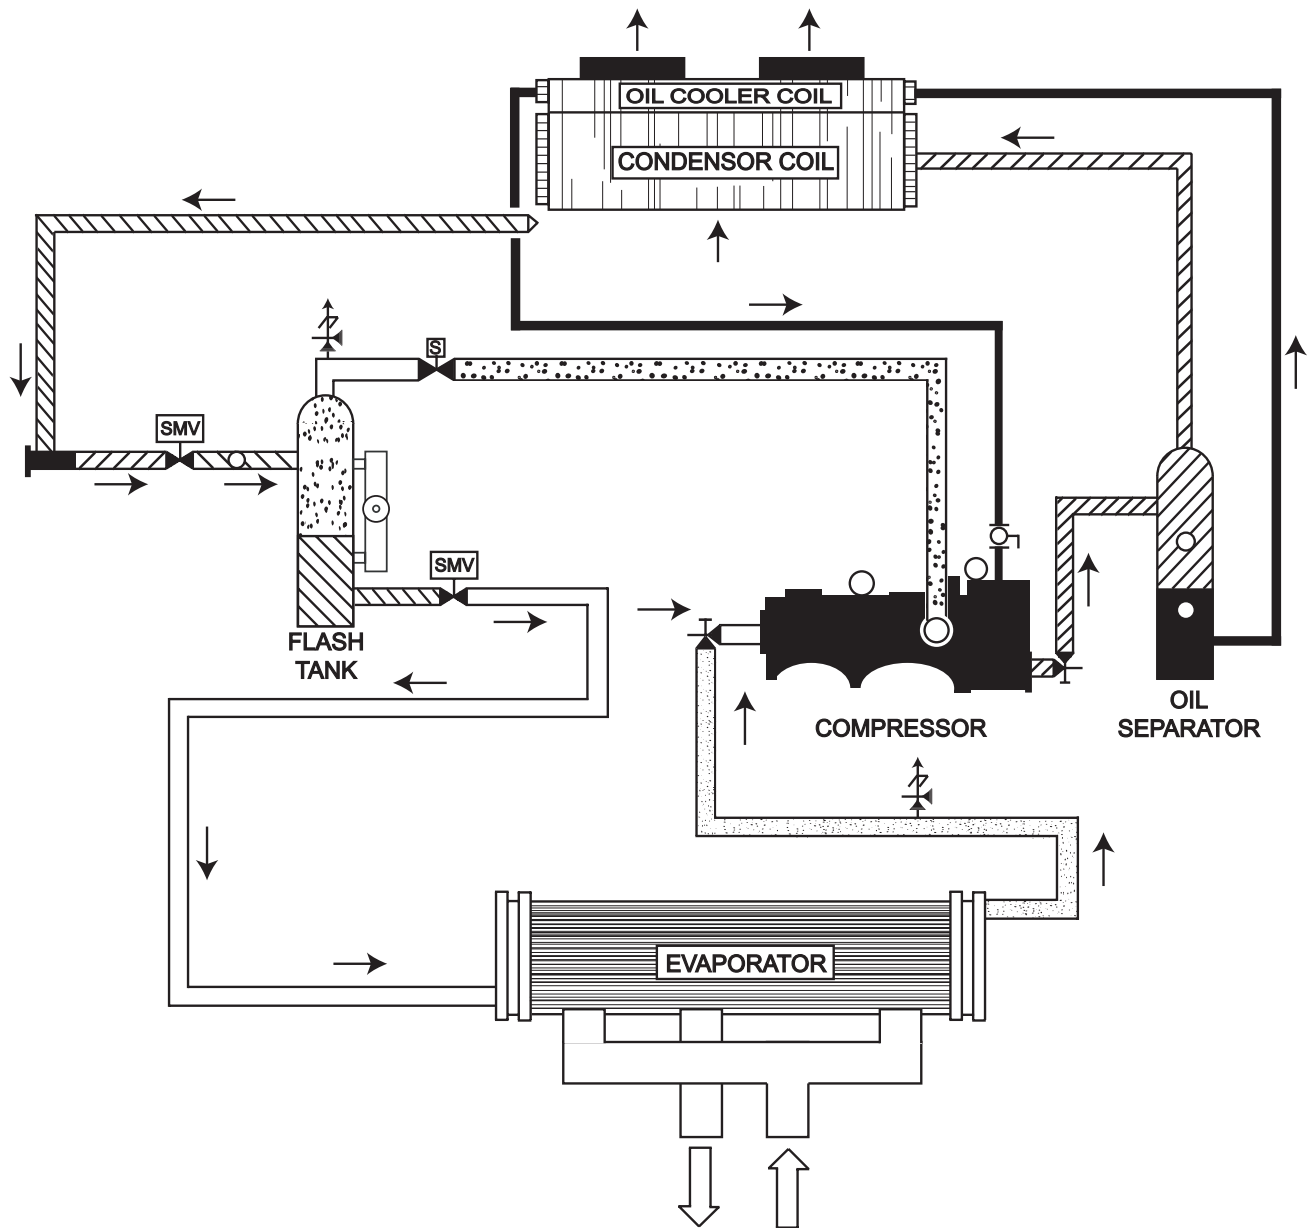 OIL COOLER COIL
CONDENSOR COIL
S
SMV
SMV
FLASH
TANK
COMPRESSOR
OIL
SEPARATOR
EVAPORATOR